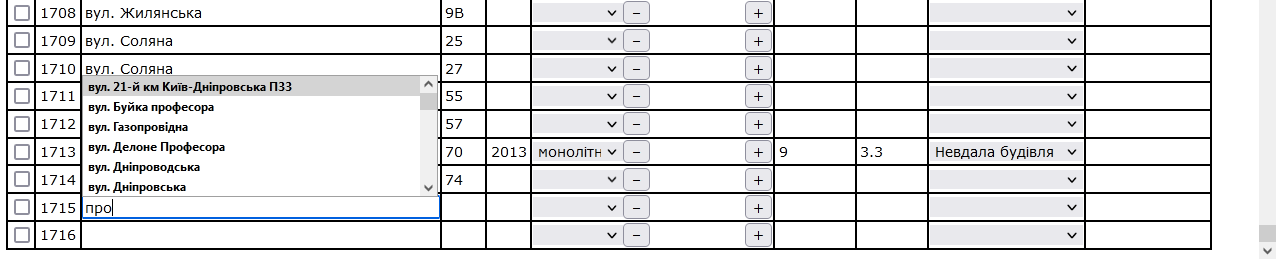 1708 вул. Жилянська 9В − +
1709 вул. Соляна 25 − +
1710 вул. Соляна 27 − +
вул. 21-й км Київ-Дніпровська ПЗЗ
1711 55 − +
вул. Буйка професора
1712 57 − +
вул. Газопровідна
вул. Делоне Професора
1713 70 2013 монолітн − + 9 3.3 Невдала будівля
вул. Дніпроводська
1714 74 − +
вул. Дніпровська
1715 про − +
1716 − +